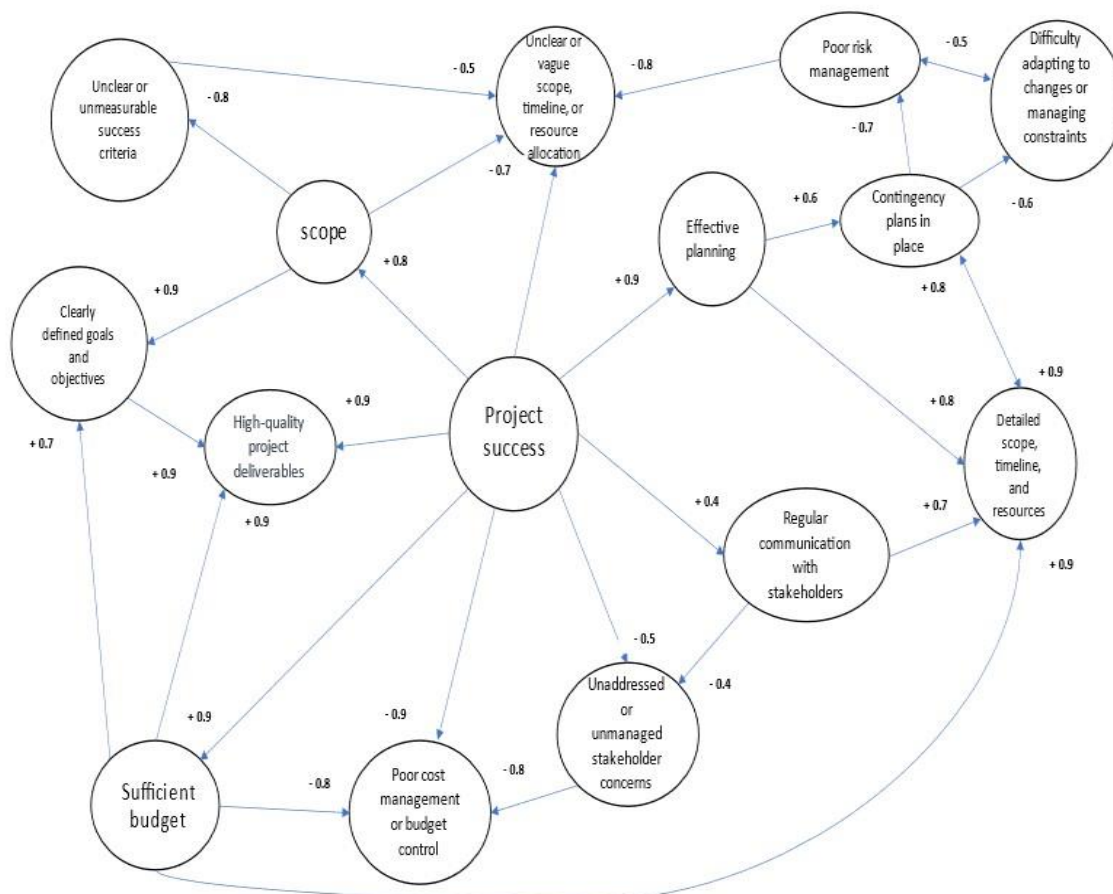 Unclear or
vague
scope,
timeline, or
resource
allocation
- 0.5
- 0.8
Poor risk
management
- 0.5
Difficulty
adapting to
changes or
managing
constraints
Unclear or
unmeasurable
success
criteria
- 0.8
- 0.7
- 0.7
- 0.6
scope
+ 0.8
Effective
planning
+ 0.6
Contingency
plans in
place
+ 0.9
+ 0.8
Clearly
defined goals
and
objectives
+ 0.9
+ 0.7
High-quality
project
deliverables
+ 0.9
+ 0.9
+ 0.9
Project
success
+ 0.8
+ 0.9
Detailed
scope,
timeline,
and
resources
+ 0.4
Regular
communication
with
stakeholders
+ 0.7
+ 0.9
- 0.5
- 0.4
Unaddressed
or
unmanaged
stakeholder
concerns
+ 0.9
- 0.9
Sufficient
budget
- 0.8
Poor cost
management
or budget
control
- 0.8